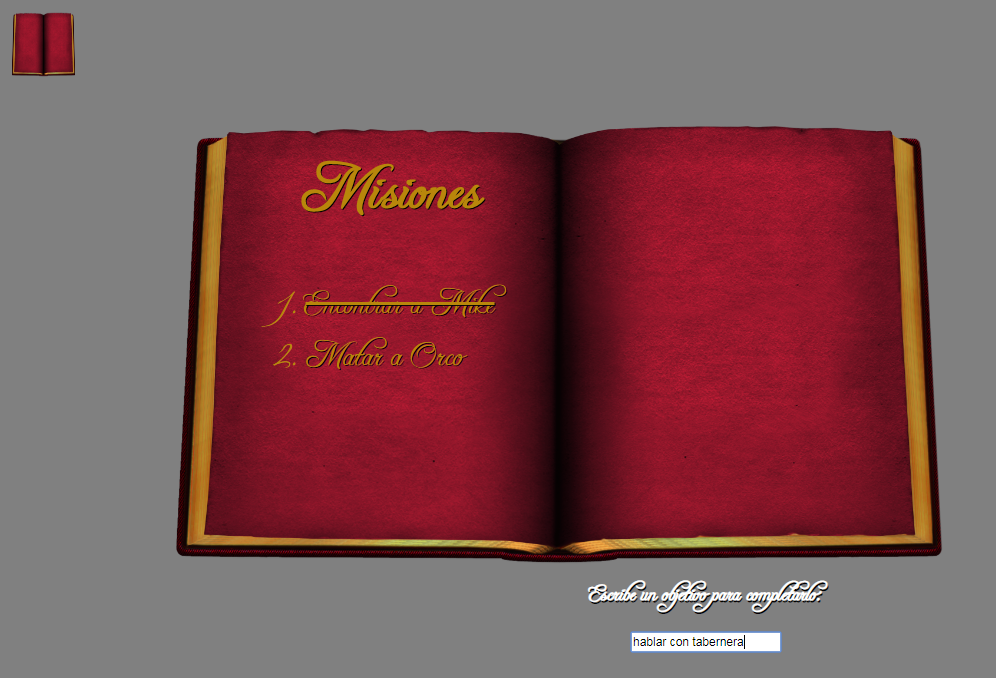 Misiones
1. Encontrar a Mike
2. Matar a Orco
Escribe un objetivo para completarlo:
hablar con tabernera